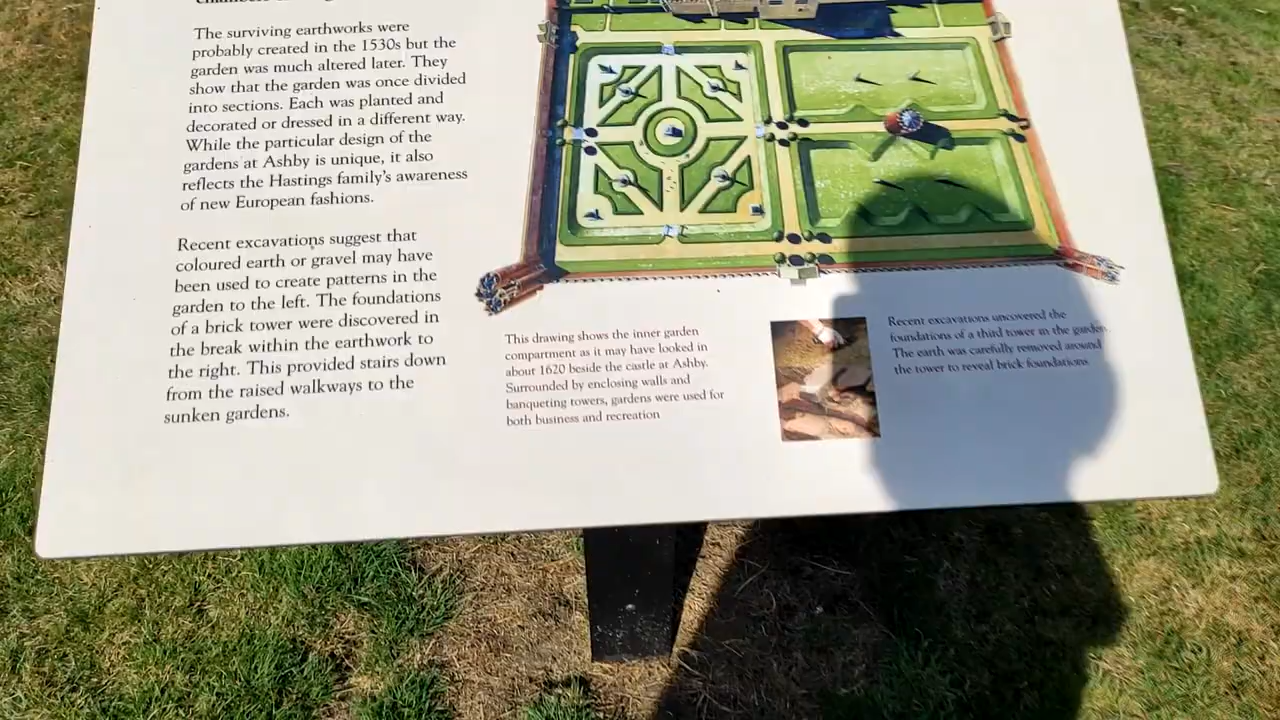 The surviving earthworks were
probably created in the 1530s but the
garden was much altered later. They
show that the garden was once divided
into sections. Each was planted and
decorated or dressed in a different way.
While the particular design of the
gardens at Ashby is unique, it also
reflects the Hastings family's awareness
of new European fashions.
Recent excavations suggest that
coloured earth or gravel may have
been used to create patterns in the
garden to the left. The foundations
of a brick tower were discovered in
the break within the earthwork to
the right. This provided stairs down
from the raised walkways to the
sunken gardens.
This drawing shows the inner garden
compartment as it may have looked in
about 1620 beside the castle at Ashby.
Surrounded by enclosing walls and
banqueting towers, gardens were used for
both business and recreation
Recent excavations uncovered the
foundations of a third tower in the garden.
The earth was carefully removed around
the tower to reveal brick foundations